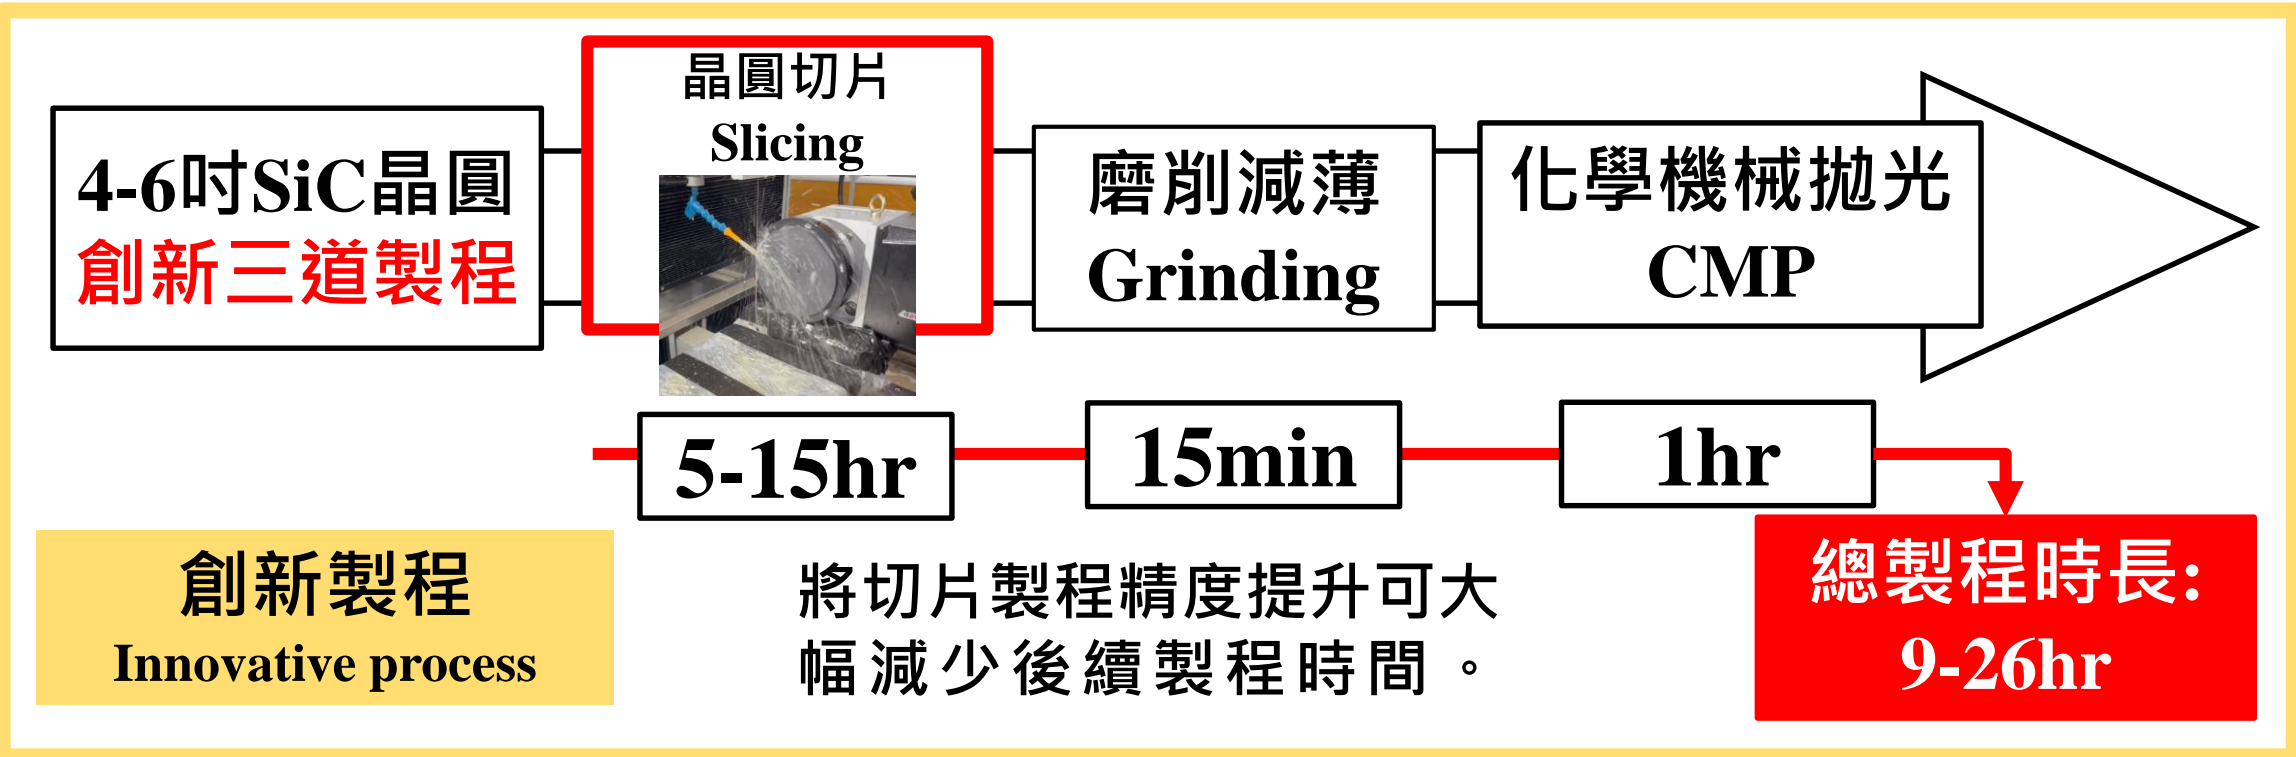 4-6吋SiC晶圓
創新三道製程
晶圓切片
Slicing
磨削減薄
Grinding
化學機械拋光
CMP
5-15hr
15min
1hr
創新製程
Innovative process
將切片製程精度提升可大
幅減少後續製程時間。
總製程時長:
9-26hr